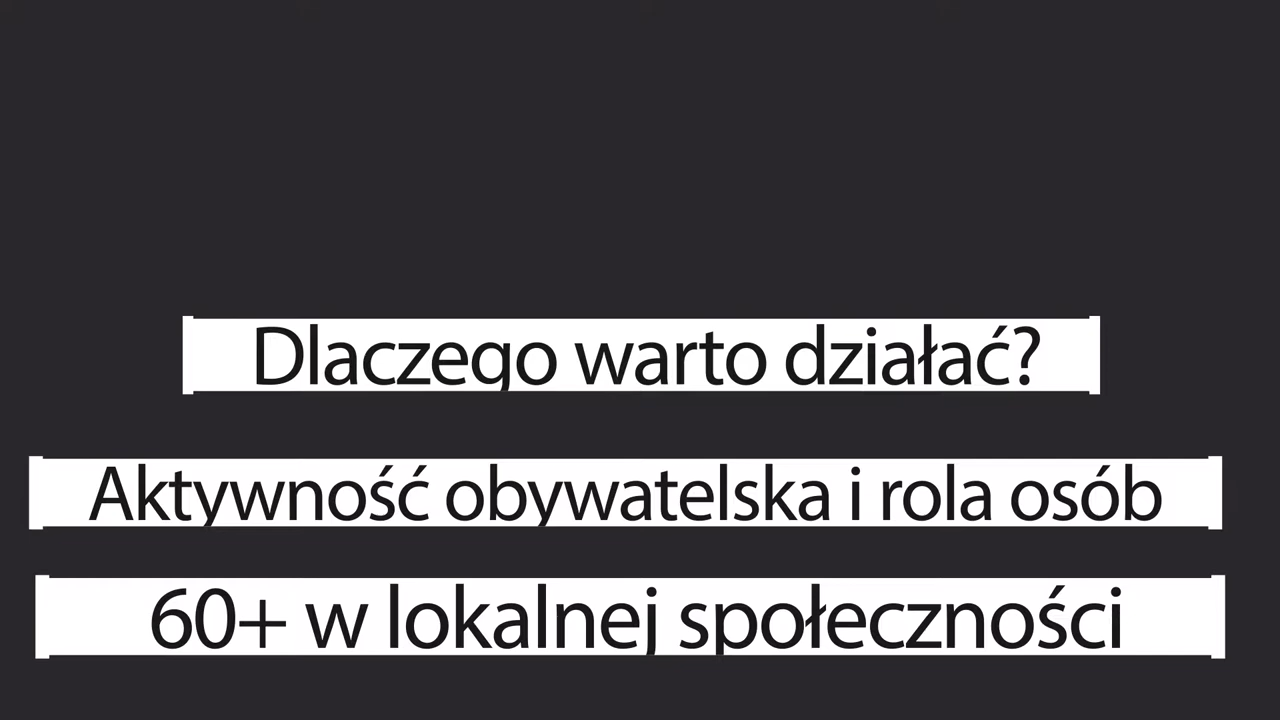 Dlaczego warto działać?
Aktywność obywatelska i rola osób
60+ w lokalnej społeczności